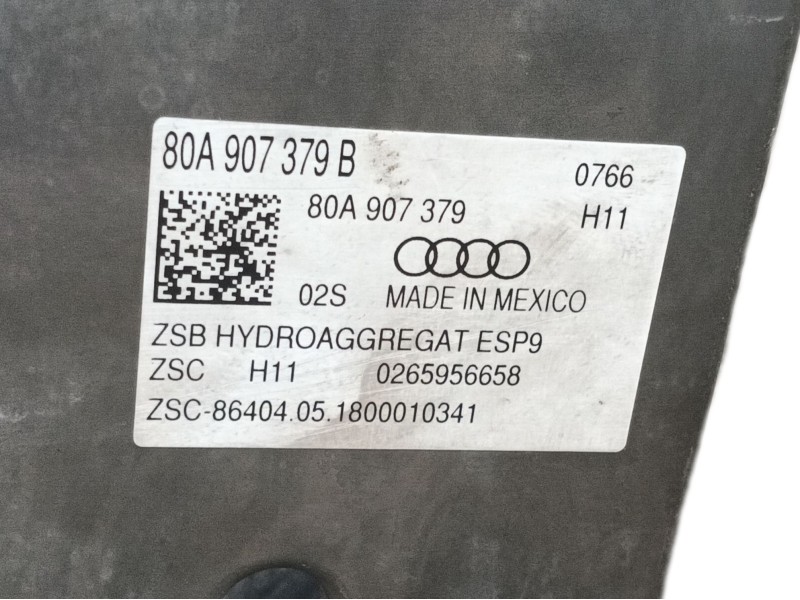 80A 907 379 B
0766
80A 907 379
H11
02S MADE IN MEXICO
ZSB HYDROAGGREGAT ESP9
ZSC H11 0265956658
ZSC-86404.05.1800010341